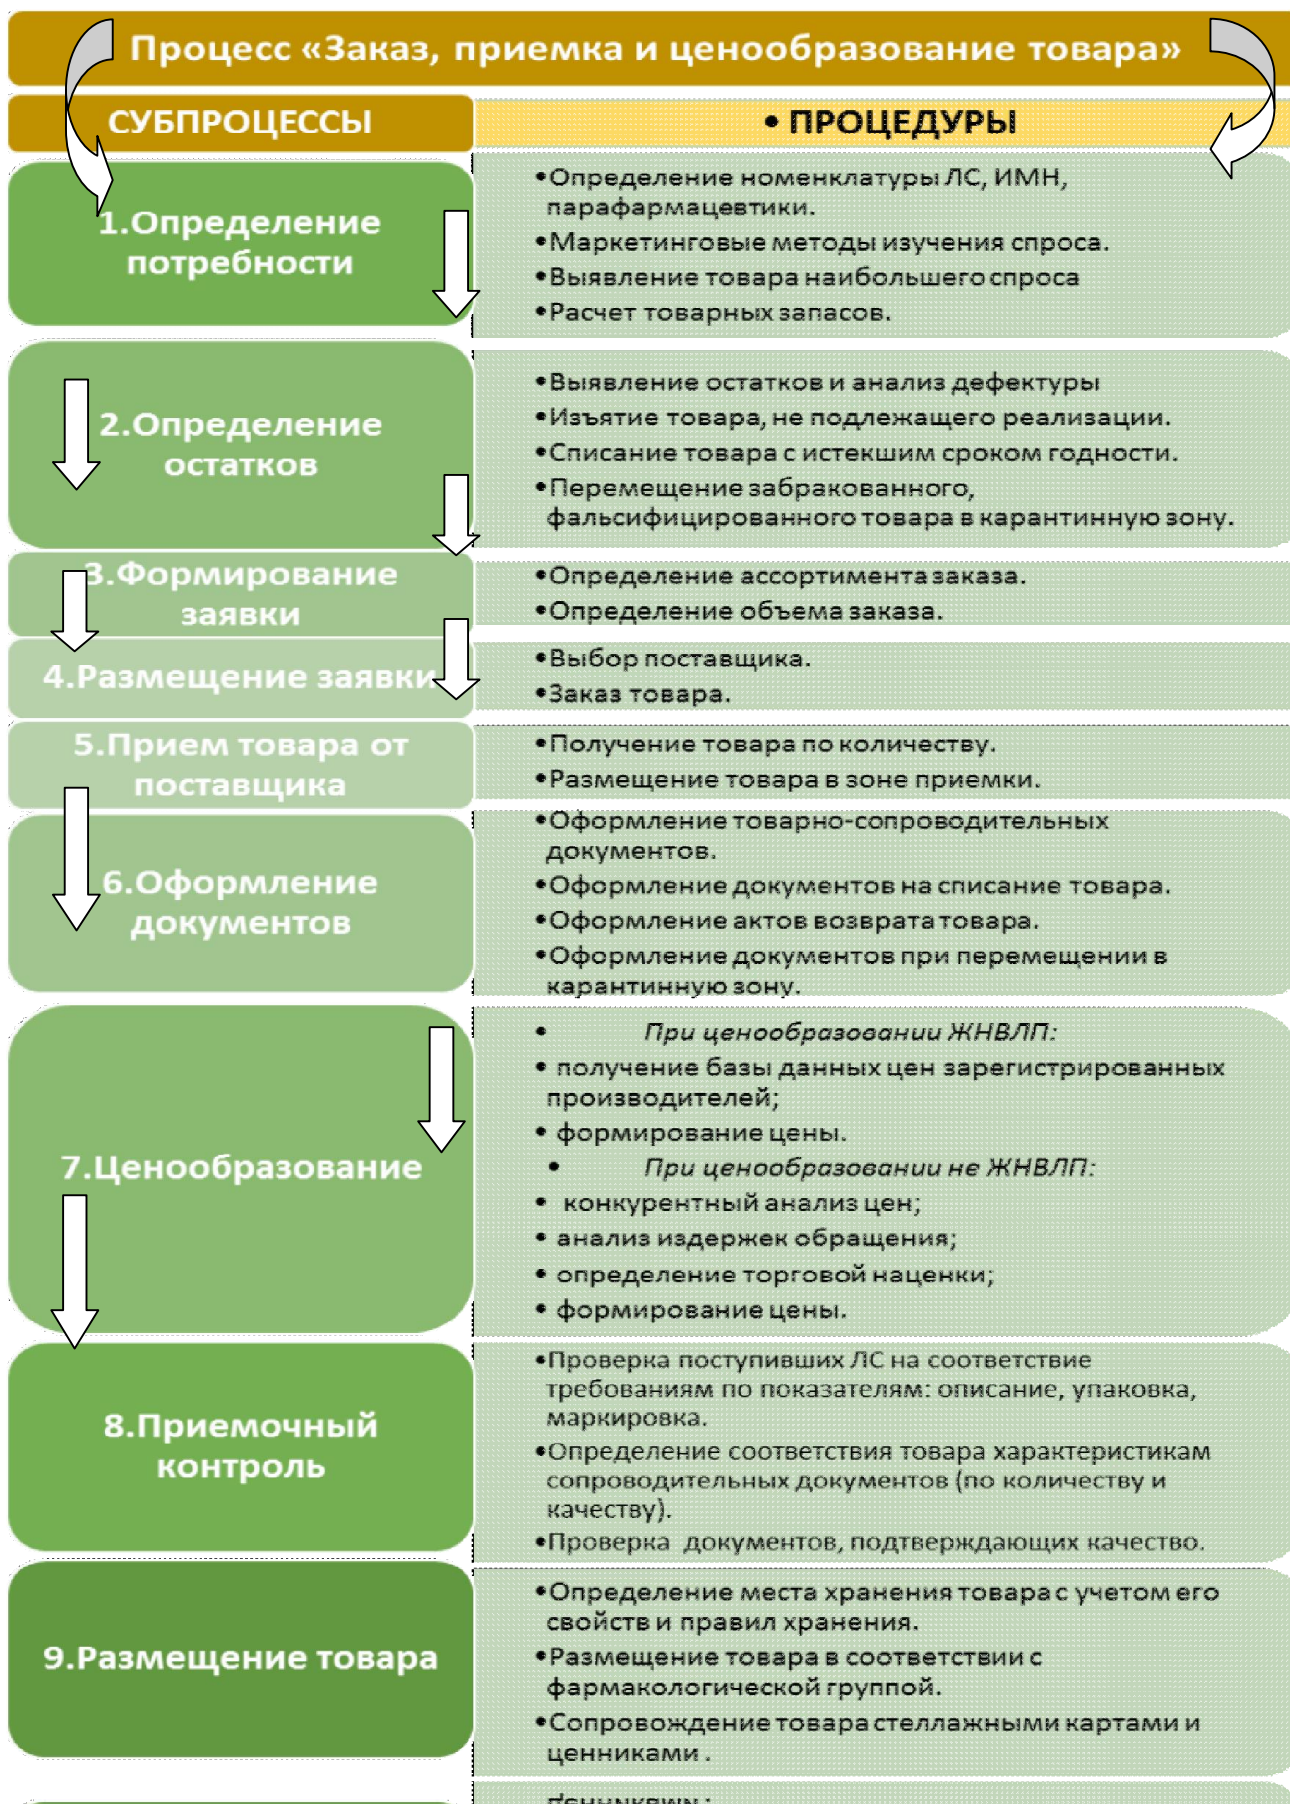 Процесс «Заказ, приемка и ценообразование товара»
СУБПРОЦЕССЫ
• ПРОЦЕДУРЫ
1.Определение
потребности
•Определение номенклатуры ЛС, ИМН,
парафармацевтики.
•Маркетинговые методы изучения спроса.
•Выявление товара наибольшего спроса
•Расчет товарных запасов.
2.Определение
остатков
•Выявление остатков и анализ дефектуры
•Изъятие товара, не подлежащего реализации.
•Списание товара с истекшим сроком годности.
•Перемещение забракованного,
фальсифицированного товара в карантинную зону.
3.Формирование
заявки
•Определение ассортимента заказа.
•Определение объема заказа.
4.Размещение заявки
•Выбор поставщика.
•Заказ товара.
5.Прием товара от
поставщика
•Получение товара по количеству.
•Размещение товара в зоне приемки.
6.Оформление
документов
•Оформление товарно-сопроводительных
документов.
•Оформление документов на списание товара.
•Оформление актов возврата товара.
•Оформление документов при перемещении в
карантинную зону.
7.Ценообразование
• При ценообразовании ЖНВЛП:
• получение базы данных цен зарегистрированных
производителей;
• формирование цены.
• При ценообразовании не ЖНВЛП:
• конкурентный анализ цен;
• анализ издержек обращения;
• определение торговой наценки;
• формирование цены.
8.Приемочный
контроль
•Проверка поступивших ЛС на соответствие
требованиям по показателям: описание, упаковка,
маркировка.
•Определение соответствия товара характеристикам
сопроводительных документов (по количеству и
качеству).
•Проверка документов, подтверждающих качество.
9.Размещение товара
•Определение места хранения товара с учетом его
свойств и правил хранения.
•Размещение товара в соответствии с
фармакологической группой.
•Сопровождение товара стеллажными картами и
ценниками .